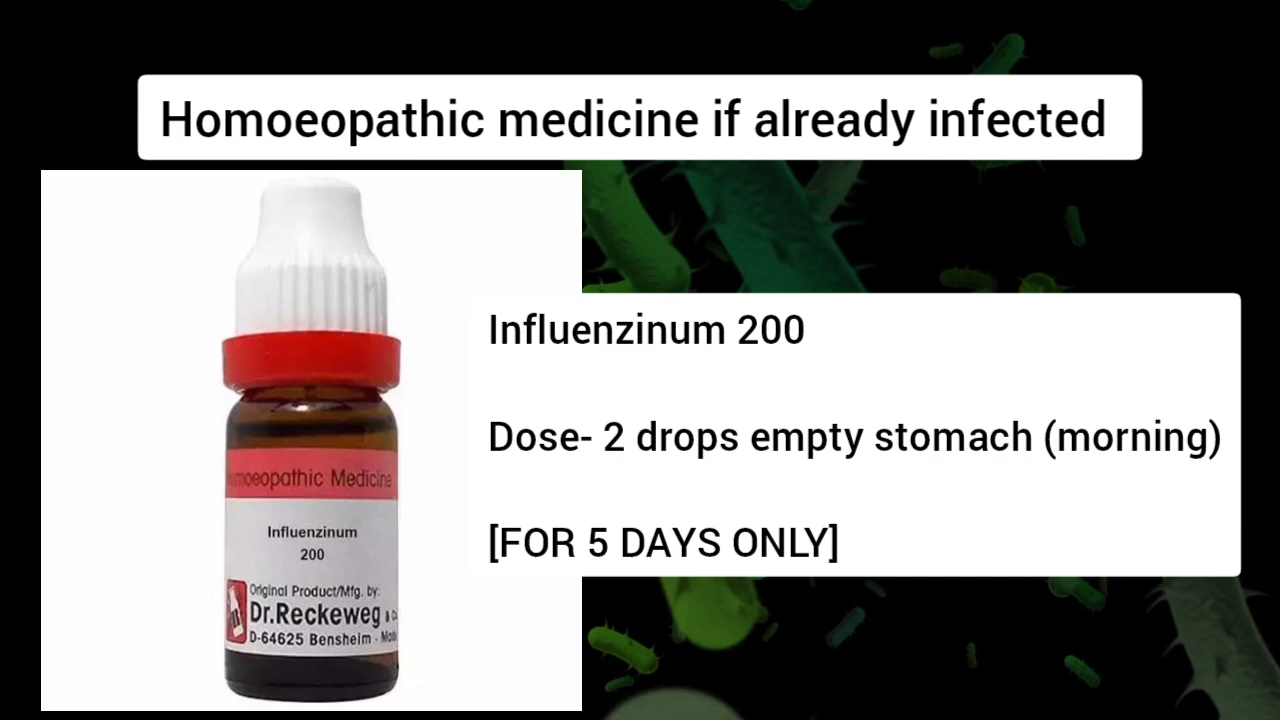 Homoeopathic medicine if already infected
Influenzinum 200
Dose- 2 drops empty stomach (morning)
[FOR 5 DAYS ONLY]
Medicine
Influenzinum
200
Original Product/Mfg. by:
Dr.Reckeweg &
D-64625 Bensheim -